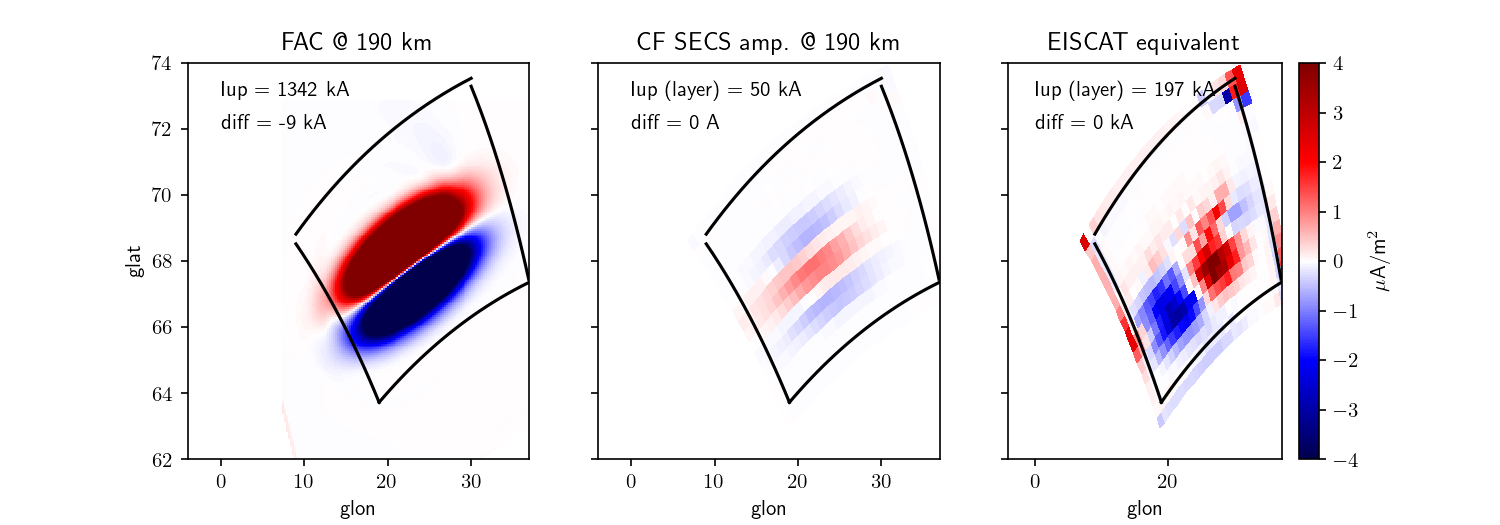 FAC @ 190 km
CF SECS amp. @ 190 km
EISCAT equivalent
Iup = 1342 kA
diff = -9 kA
Iup (layer) = 50 kA
diff = 0 A
Iup (layer) = 197 kA
diff = 0 kA
74
72
70
68
66
64
62
glat
0
10
20
30
glon
0
10
20
30
glon
0
20
glon
4
3
2
1
0
−1
−2
−3
−4
μA/m²